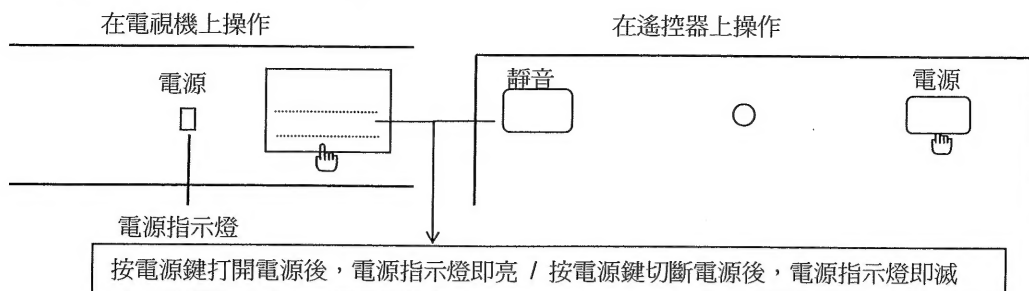 在電視機上操作
在遙控器上操作
電源
靜音
電源
電源指示燈
按電源鍵打開電源後，電源指示燈即亮 / 按電源鍵切斷電源後，電源指示燈即滅